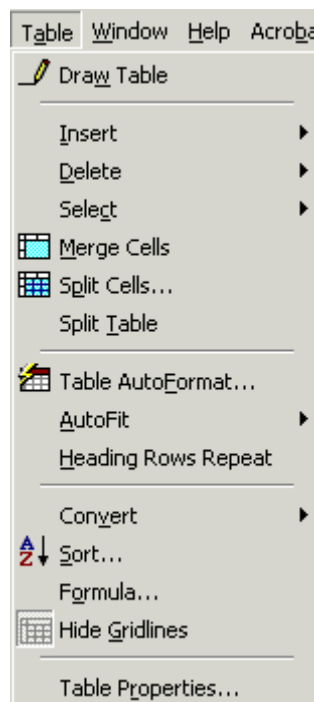 Table Window Help Acroba
Draw Table
Insert
Delete
Select
Merge Cells
Split Cells...
Split Table
Table AutoFormat...
AutoFit
Heading Rows Repeat
Convert
Sort...
Formula...
Hide Gridlines
Table Properties...